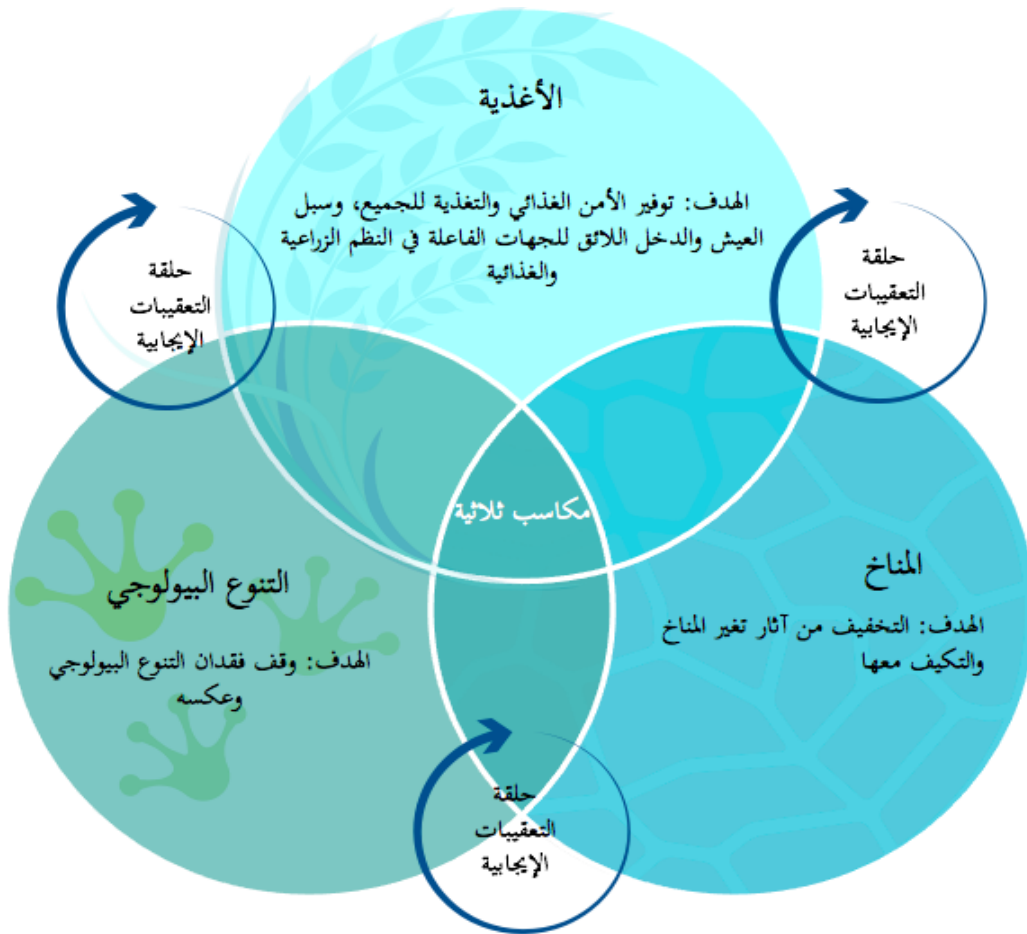 الأغذية
الهدف: توفير الأمن الغذائي والتغذية للجميع، وسبل
العيش والدخل اللائق للجهات الفاعلة في النظم الزراعية
والغذائية
حلقة
التعقيبات
الإيجابية
حلقة
التعقيبات
الإيجابية
مكاسب ثلاثية
المناخ
الهدف: التخفيف من آثار تغير المناخ
والتكيف معها
التنوع البيولوجي
الهدف: وقف فقدان التنوع البيولوجي
وعكسه
حلقة
التعقيبات
الإيجابية